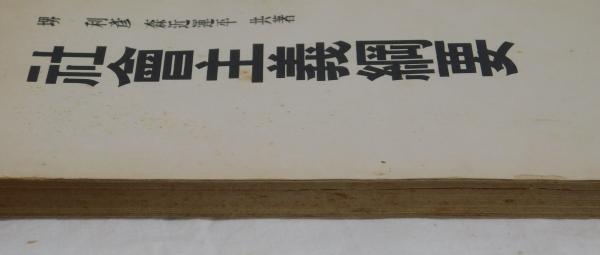 堺 利彦 森近運平 共著
社會主義綱要